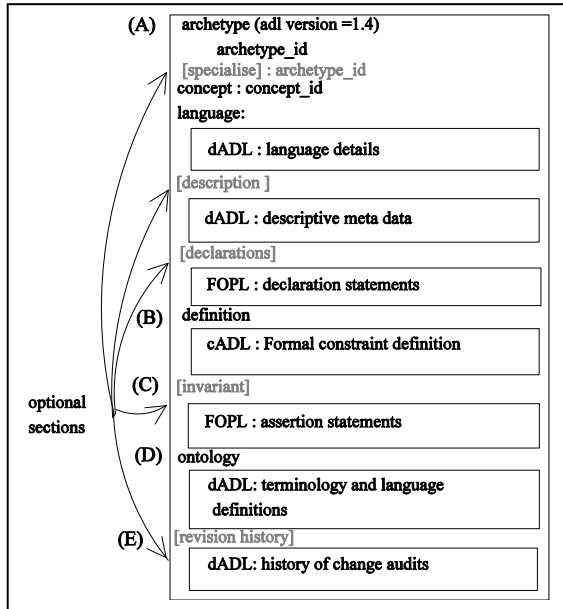 (A) archetype (adl version =1.4)
archetype_id
[specialise] : archetype_id
concept : concept_id
language:
dADL : language details
[description ]
dADL : descriptive meta data
[declarations]
FOPL : declaration statements
(B) definition
cADL : Formal constraint definition
(C) [invariant]
optional
sections
FOPL : assertion statements
(D) ontology
dADL: terminology and language
definitions
(E) [revision history]
dADL: history of change audits